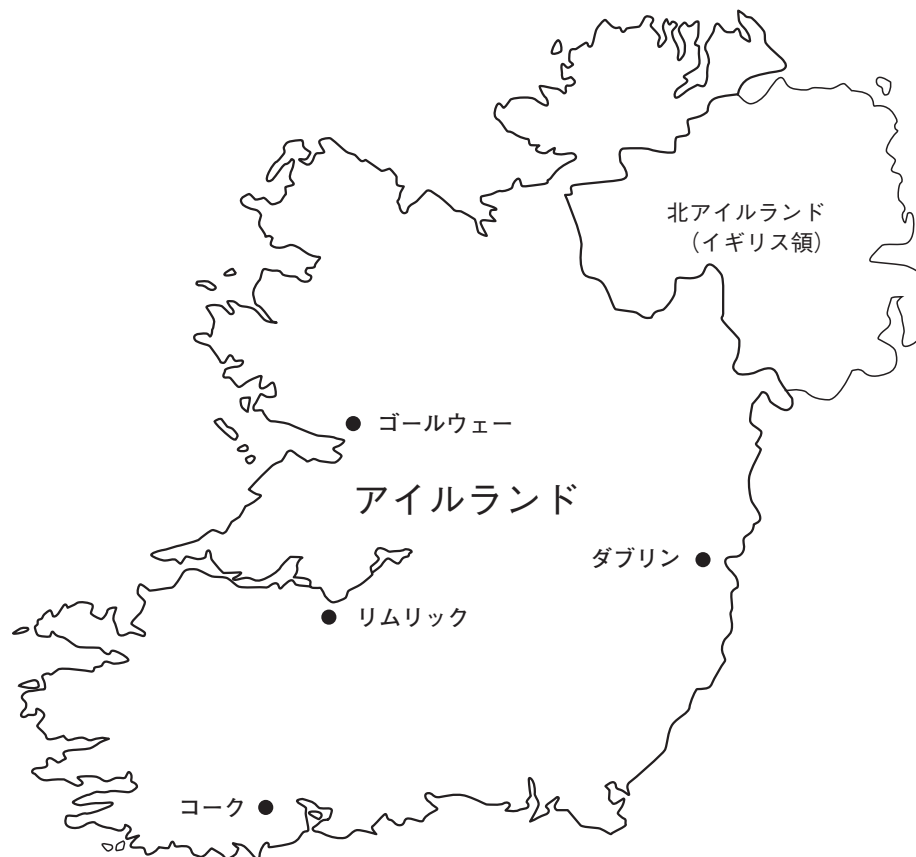 北アイルランド
（イギリス領）
ゴールウェー
アイルランド
ダブリン
リムリック
コーク